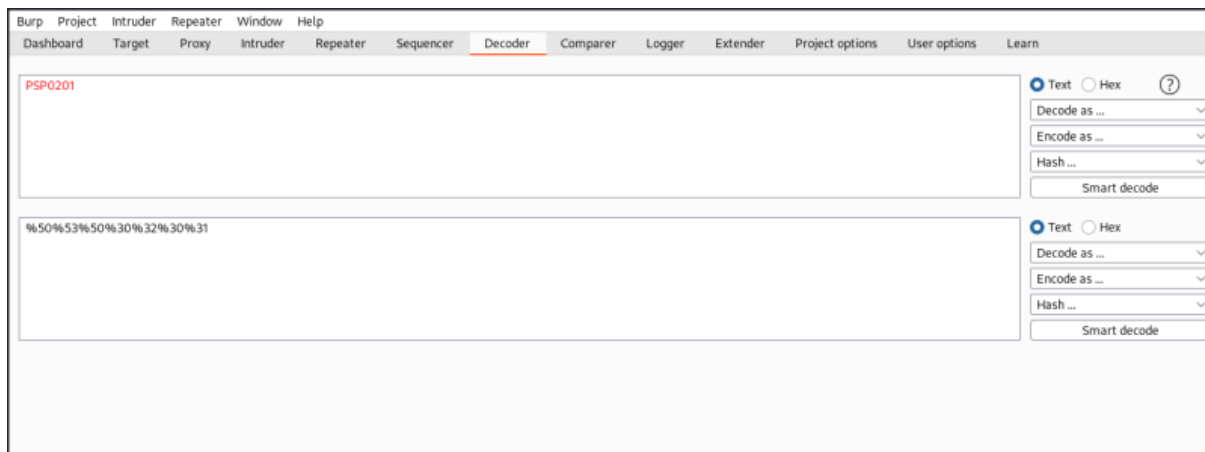 Burp Project Intruder Repeater Window Help
Dashboard Target Proxy Intruder Repeater Sequencer Decoder Comparer Logger Extender Project options User options Learn
PSP0201
Text Hex ?
Decode as ...
Encode as ...
Hash ...
Smart decode
%50%53%50%30%32%30%31
Text Hex
Decode as ...
Encode as ...
Hash ...
Smart decode